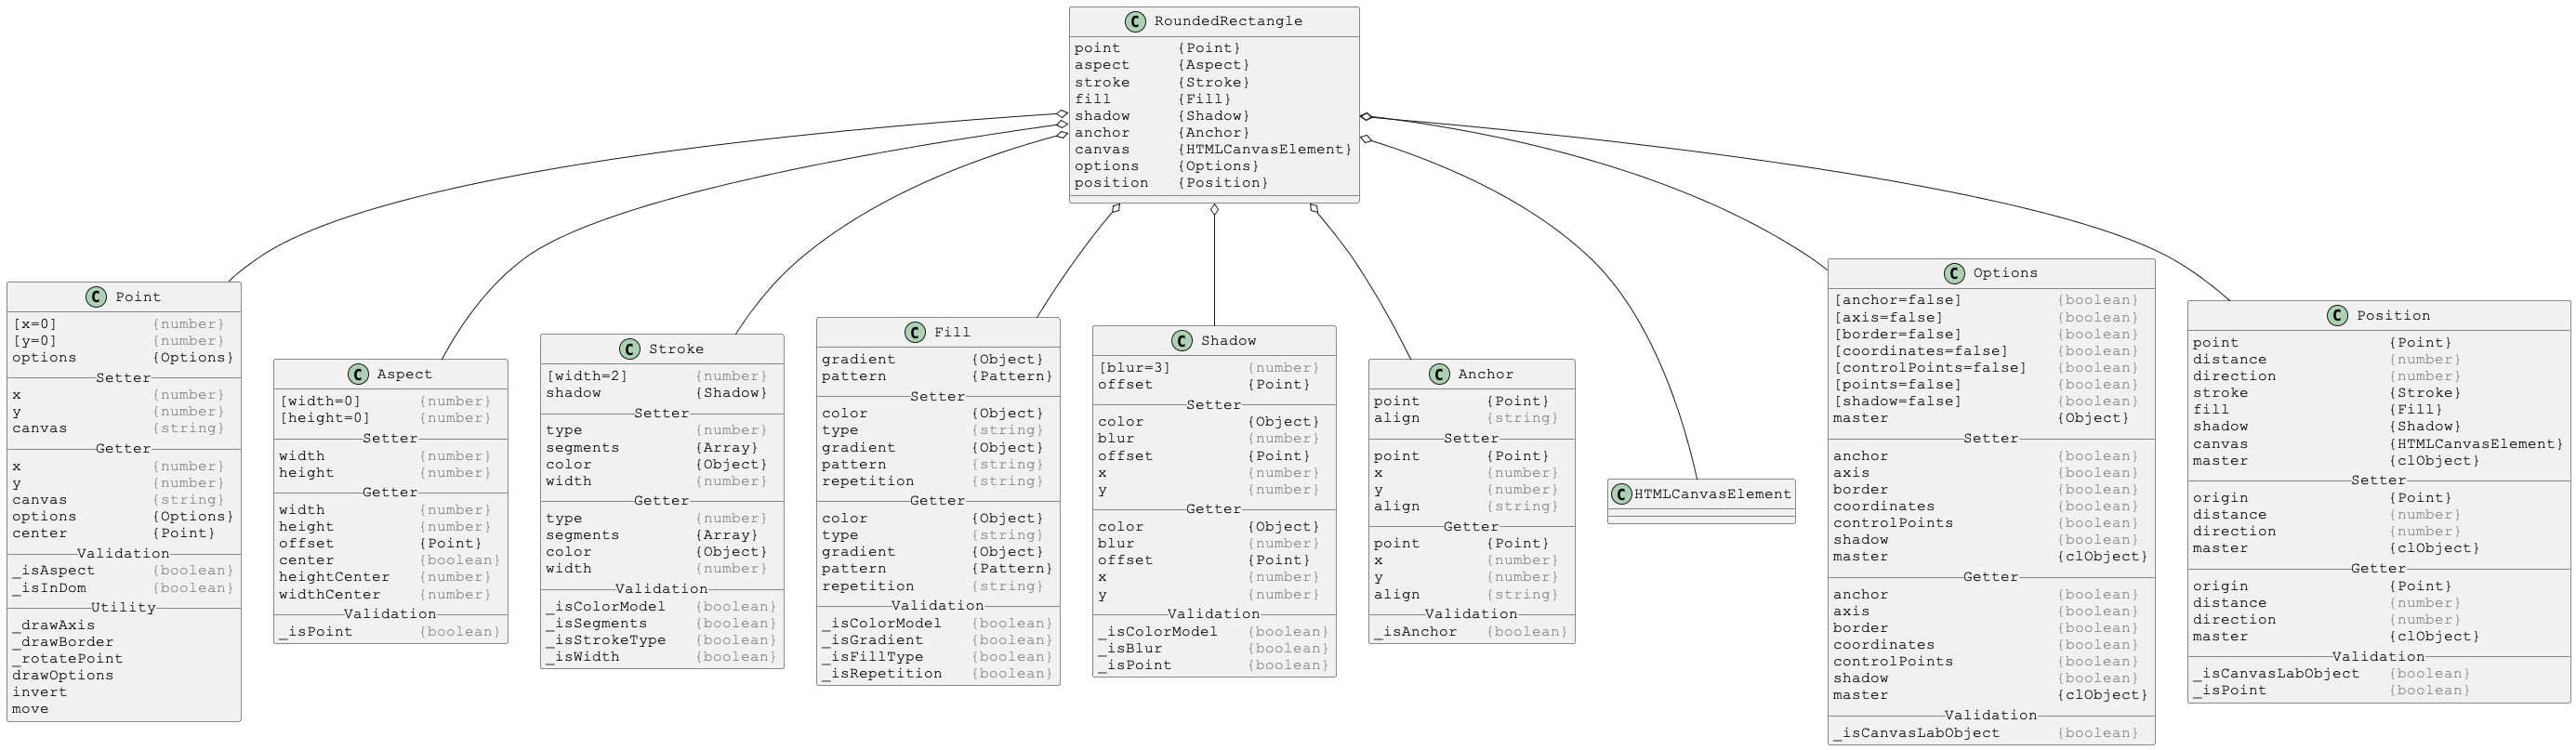 C RoundedRectangle
point {Point}
aspect {Aspect}
stroke {Stroke}
fill {Fill}
shadow {Shadow}
anchor {Anchor}
canvas {HTMLCanvasElement}
options {Options}
position {Position}
C Point
[x=0] {number}
[y=0] {number}
options {Options}
Setter
x {number}
y {number}
canvas {string}
Getter
x {number}
y {number}
canvas {string}
options {Options}
center {Point}
Validation
_isAspect {boolean}
_isInDom {boolean}
Utility
_drawAxis
_drawBorder
_rotatePoint
drawOptions
invert
move
C Aspect
[width=0] {number}
[height=0] {number}
Setter
width {number}
height {number}
Getter
width {number}
height {number}
offset {Point}
center {boolean}
heightCenter {number}
widthCenter {number}
Validation
_isPoint {boolean}
C Stroke
[width=2] {number}
shadow {Shadow}
Setter
type {number}
segments {Array}
color {Object}
width {number}
Getter
type {number}
segments {Array}
color {Object}
width {number}
Validation
_isColorModel {boolean}
_isSegments {boolean}
_isStrokeType {boolean}
_isWidth {boolean}
C Fill
gradient {Object}
pattern {Pattern}
Setter
color {Object}
type {string}
gradient {Object}
pattern {string}
repetition {string}
Getter
color {Object}
type {string}
gradient {Object}
pattern {Pattern}
repetition {string}
Validation
_isColorModel {boolean}
_isGradient {boolean}
_isFillType {boolean}
_isRepetition {boolean}
C Shadow
[blur=3] {number}
offset {Point}
Setter
color {Object}
blur {number}
offset {Point}
x {number}
y {number}
Getter
color {Object}
blur {number}
offset {Point}
x {number}
y {number}
Validation
_isColorModel {boolean}
_isBlur {boolean}
_isPoint {boolean}
C Anchor
point {Point}
align {string}
Setter
point {Point}
x {number}
y {number}
align {string}
Getter
point {Point}
x {number}
y {number}
align {string}
Validation
_isAnchor {boolean}
C HTMLCanvasElement
C Options
[anchor=false] {boolean}
[axis=false] {boolean}
[border=false] {boolean}
[coordinates=false] {boolean}
[controlPoints=false] {boolean}
[points=false] {boolean}
[shadow=false] {boolean}
master {Object}
Setter
anchor {boolean}
axis {boolean}
border {boolean}
coordinates {boolean}
controlPoints {boolean}
shadow {boolean}
master {clObject}
Getter
anchor {boolean}
axis {boolean}
border {boolean}
coordinates {boolean}
controlPoints {boolean}
shadow {boolean}
master {clObject}
Validation
_isCanvasLabObject {boolean}
C Position
point {Point}
distance {number}
direction {number}
stroke {Stroke}
fill {Fill}
shadow {Shadow}
canvas {HTMLCanvasElement}
master {clObject}
Setter
origin {Point}
distance {number}
direction {number}
master {clObject}
Getter
origin {Point}
distance {number}
direction {number}
master {clObject}
Validation
_isCanvasLabObject {boolean}
_isPoint {boolean}